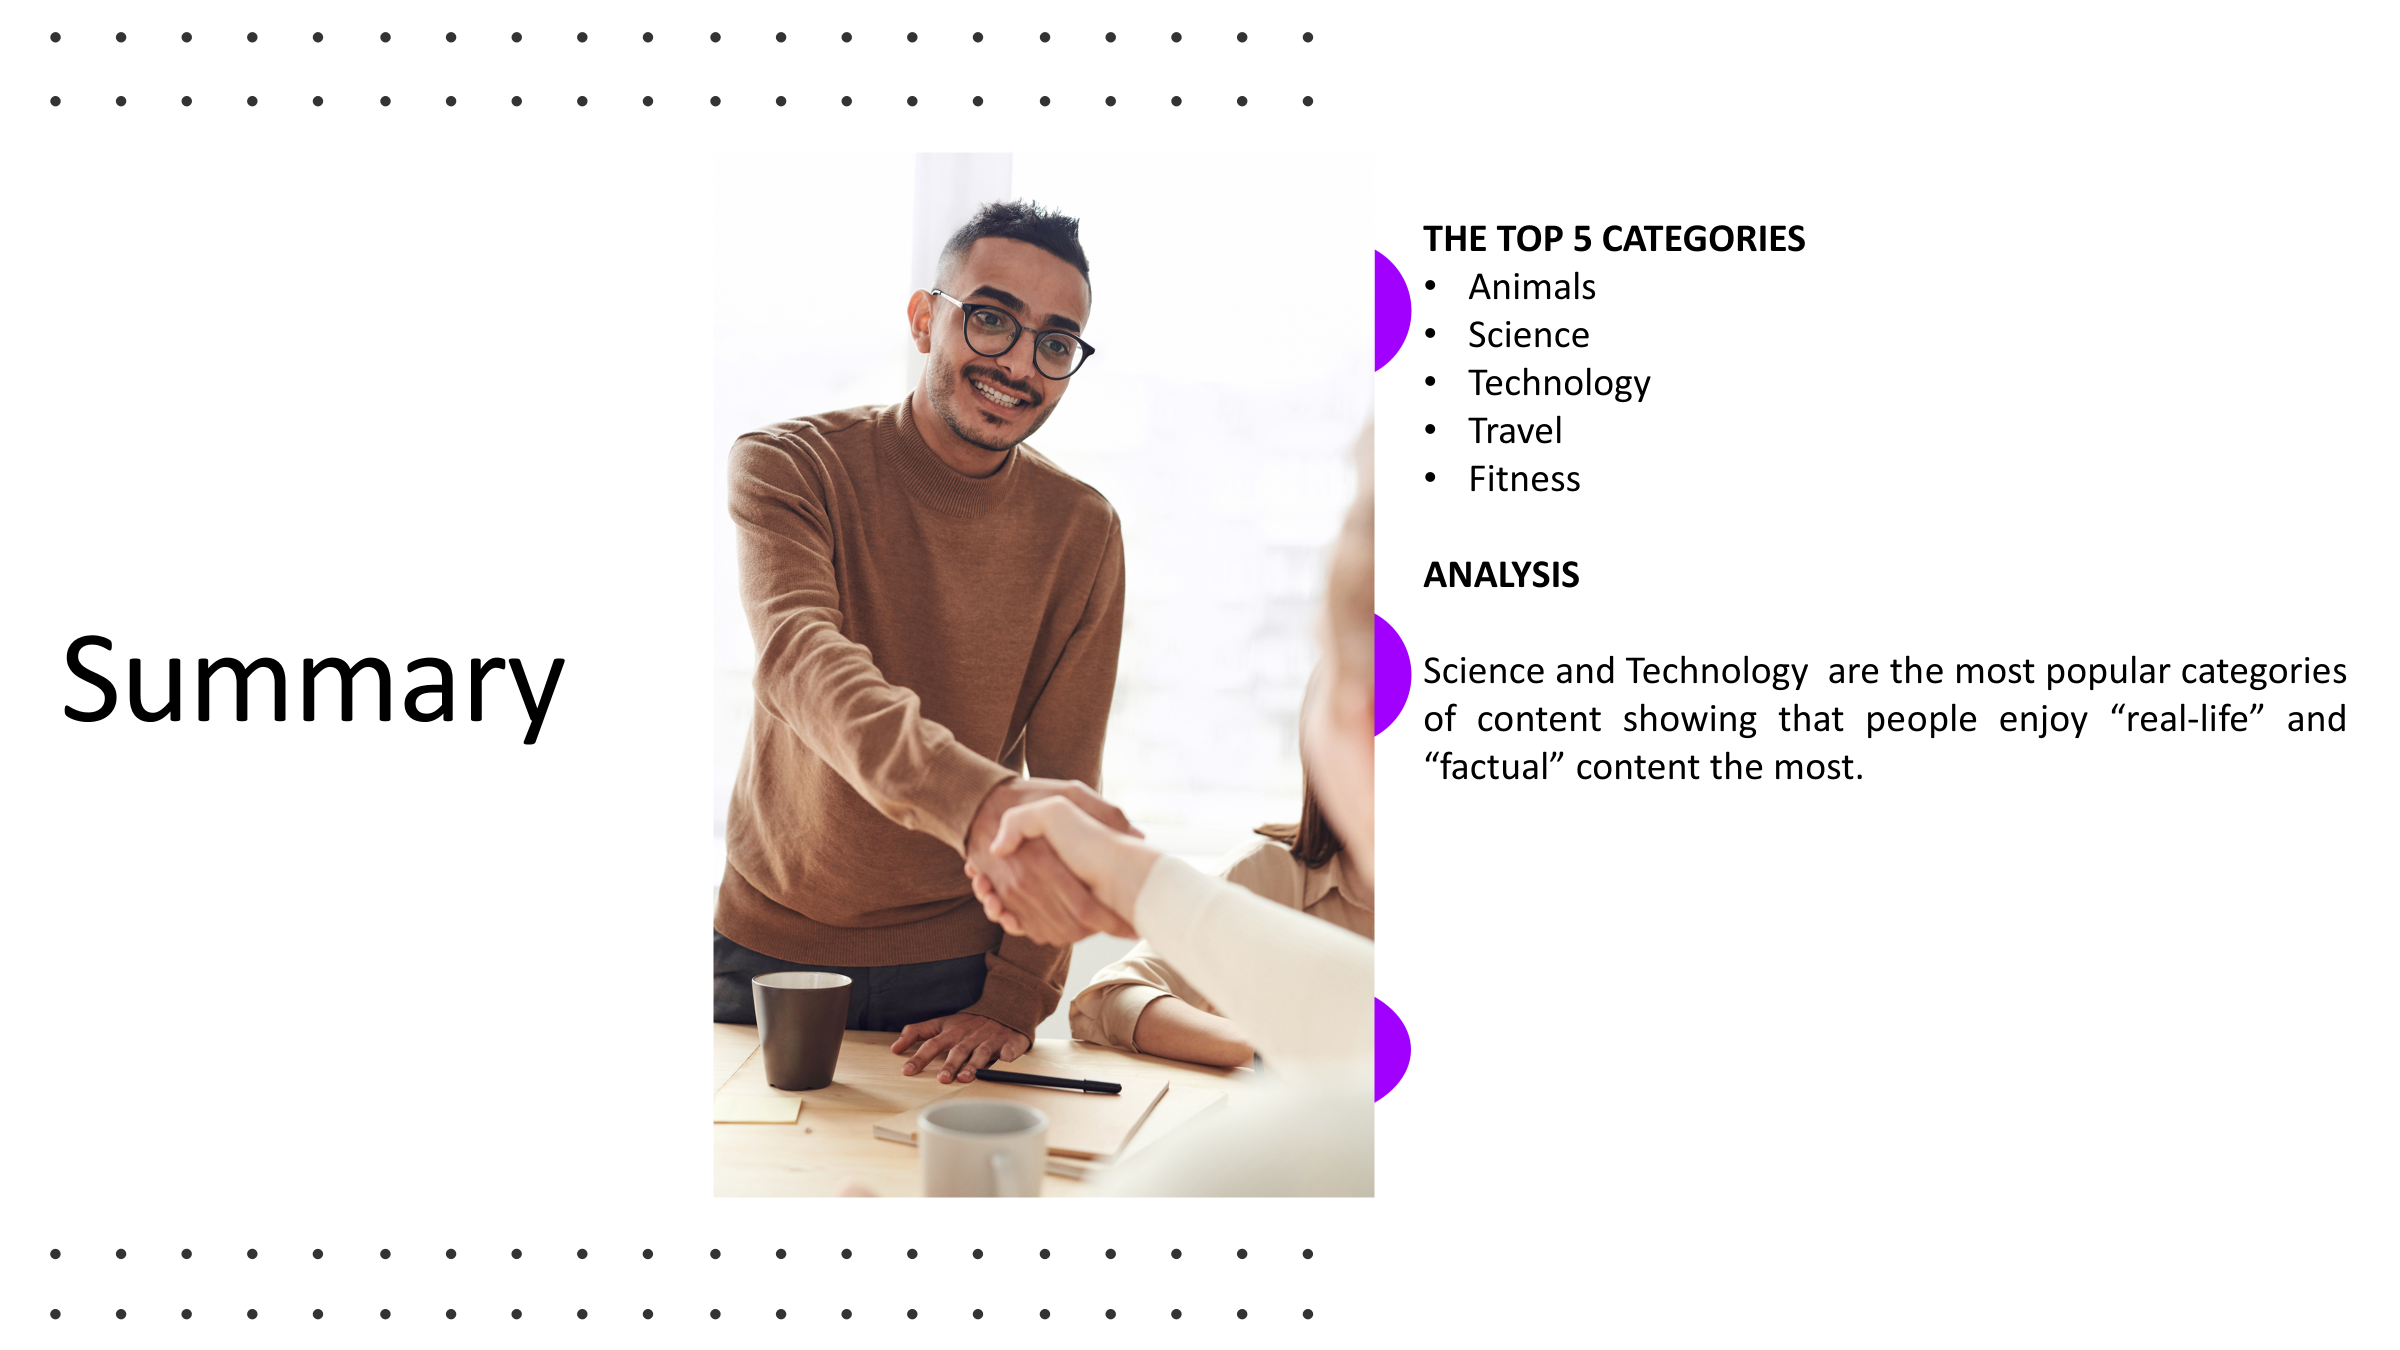 Summary
THE TOP 5 CATEGORIES
• Animals
• Science
• Technology
• Travel
• Fitness
ANALYSIS
Science and Technology  are the most popular categories
of content showing that people enjoy “real-life” and
“factual” content the most.